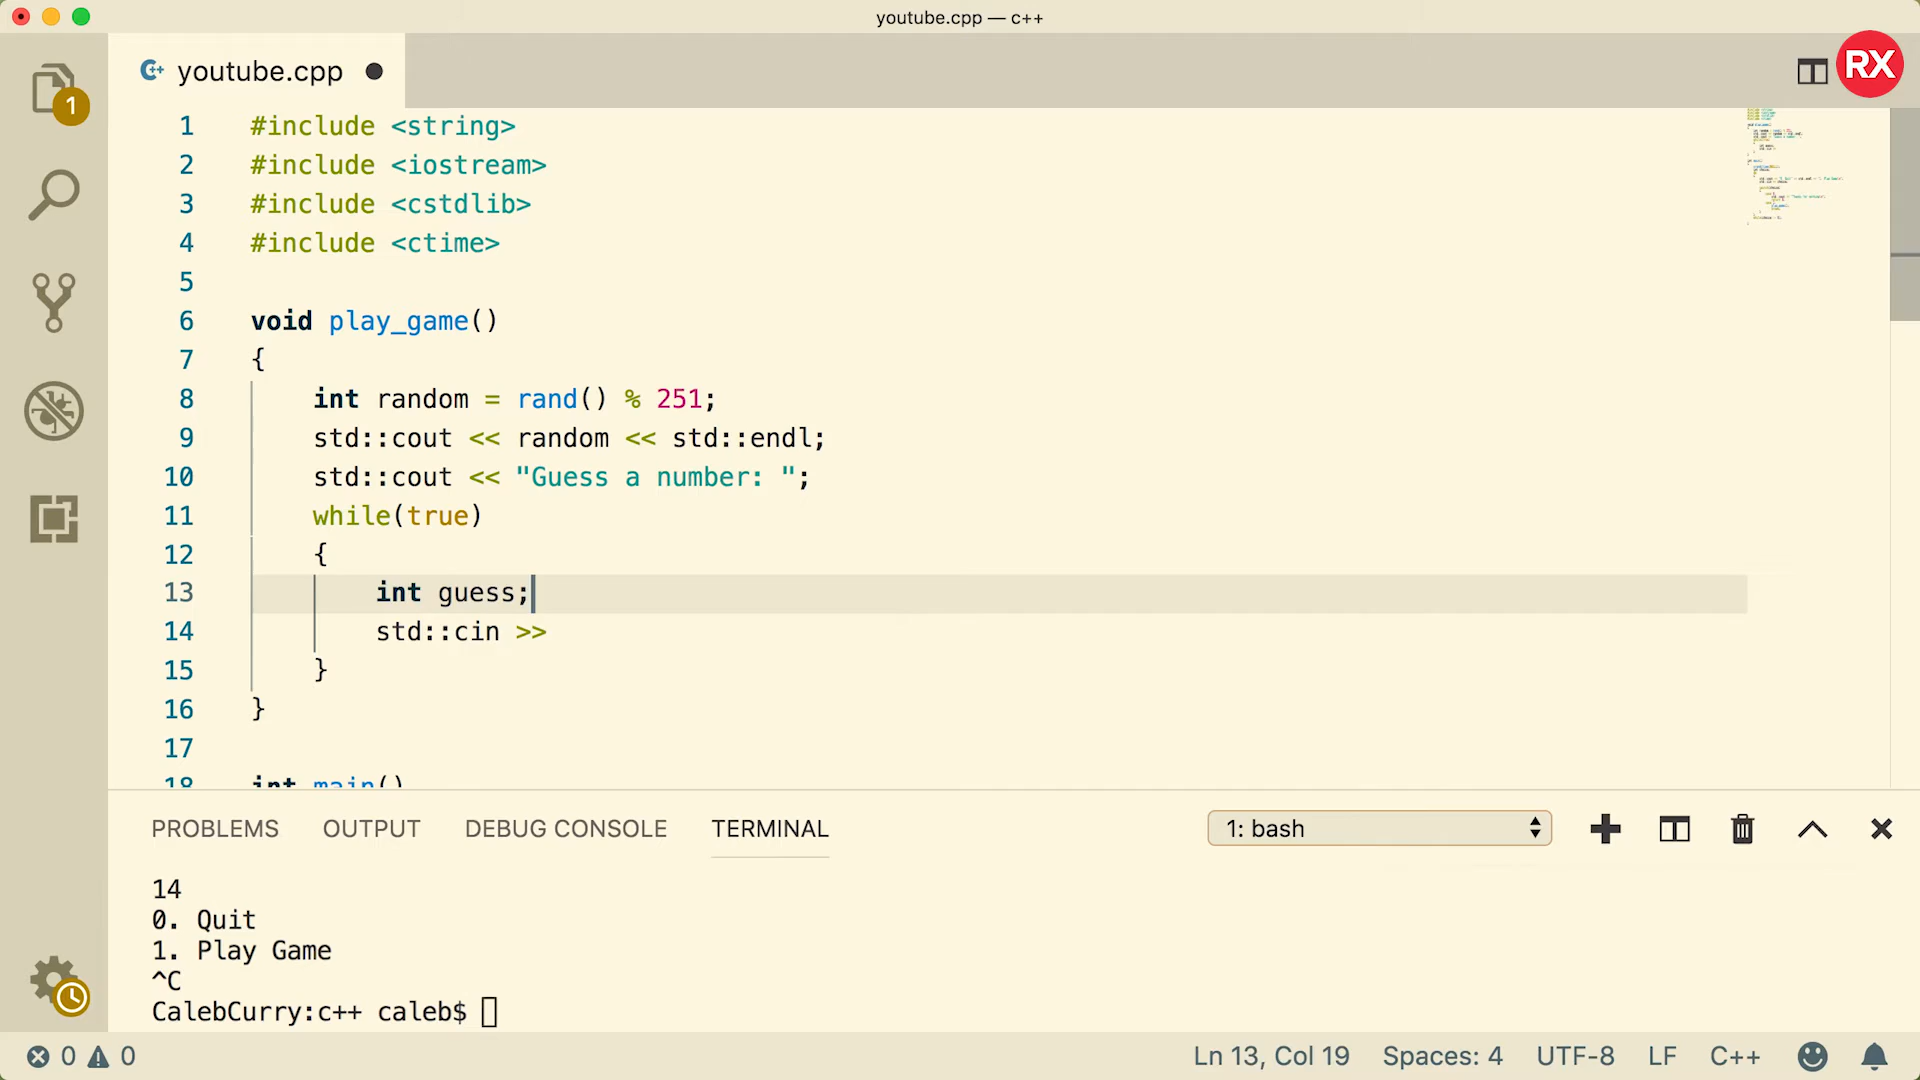 youtube.cpp — c++
youtube.cpp
RX
1
1 #include <string>
2 #include <iostream>
3 #include <cstdlib>
4 #include <ctime>
5
6 void play_game()
7 {
8 int random = rand() % 251;
9 std::cout << random << std::endl;
10 std::cout << "Guess a number: ";
11 while(true)
12 {
13 int guess;
14 std::cin >>
15 }
16 }
17
18 int main()
PROBLEMS OUTPUT DEBUG CONSOLE TERMINAL 1: bash
14
0. Quit
1. Play Game
^C
CalebCurry:c++ caleb$
0 0 Ln 13, Col 19 Spaces: 4 UTF-8 LF C++